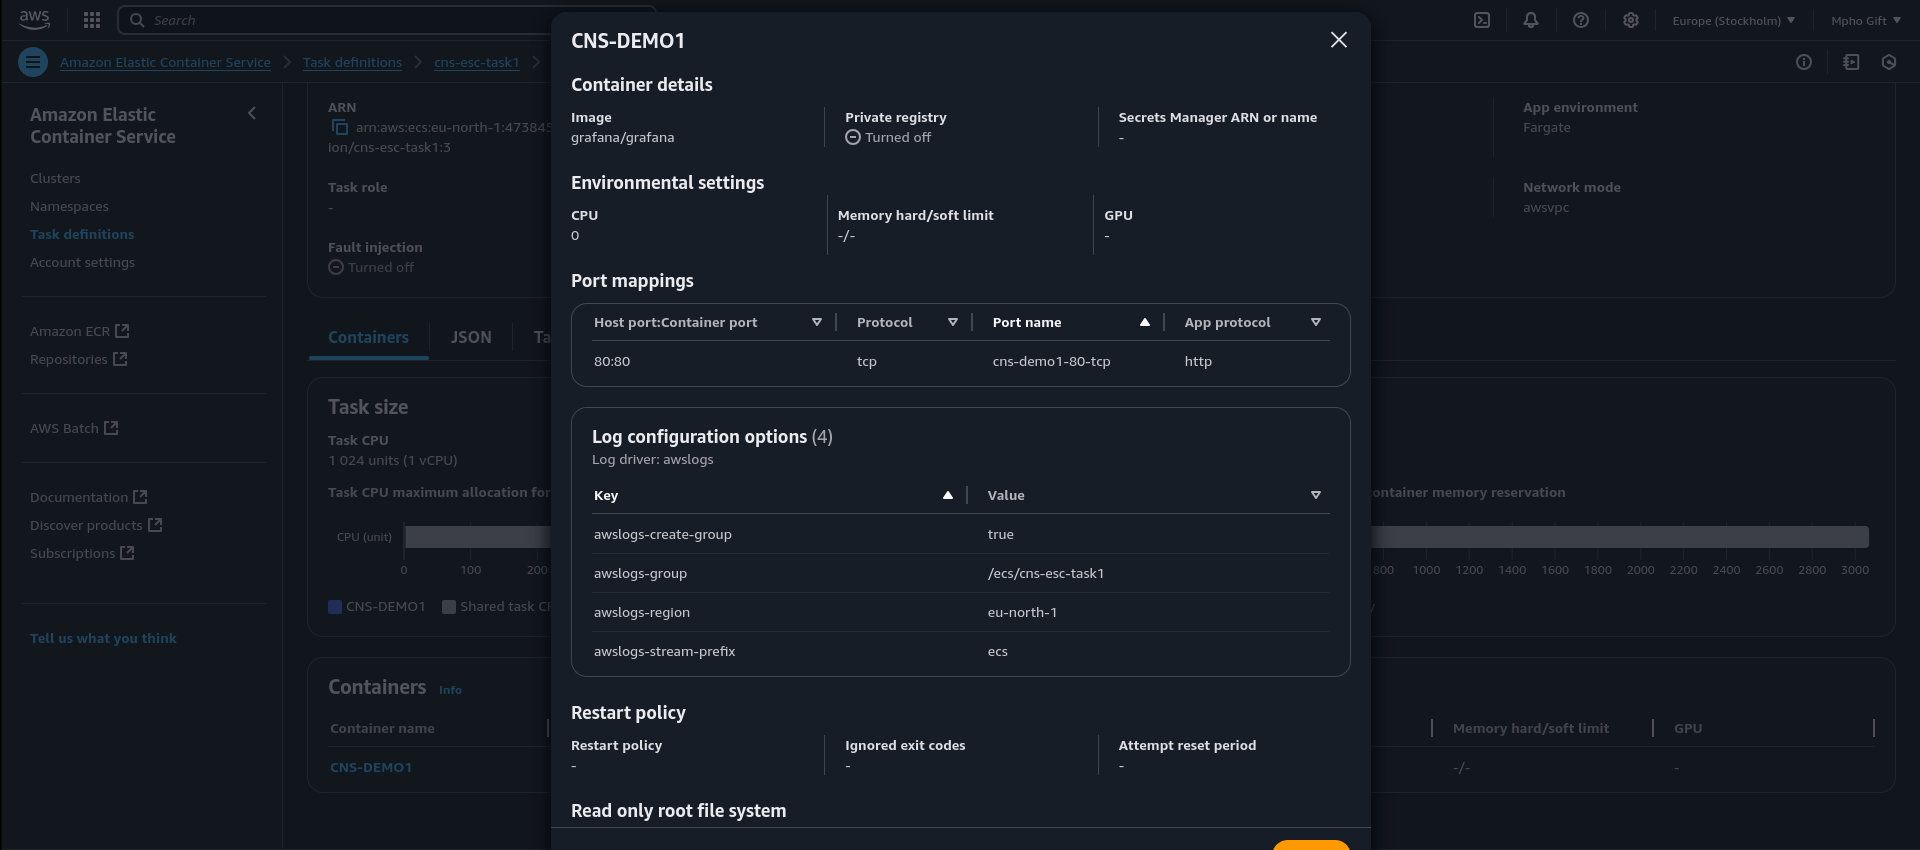 aws
Search
Europe (Stockholm)
Mpho Gift
Amazon Elastic Container Service
Task definitions
cns-esc-task1
Amazon Elastic
Container Service
Clusters
Namespaces
Task definitions
Account settings
Amazon ECR
Repositories
AWS Batch
Documentation
Discover products
Subscriptions
Tell us what you think
ARN
arn:aws:ecs:eu-north-1:473845
ion/cns-esc-task1:3
Task role
-
Fault injection
Turned off
App environment
Fargate
Network mode
awsvpc
Containers
JSON
Ta
Task size
Task CPU
1 024 units (1 vCPU)
Task CPU maximum allocation for
CPU (unit)
0 100 200
CNS-DEMO1
Shared task CP
ontainer memory reservation
800 1000 1200 1400 1600 1800 2000 2200 2400 2600 2800 3000
Containers Info
Container name
Memory hard/soft limit
GPU
CNS-DEMO1
-/-
-
CNS-DEMO1
Container details
Image
grafana/grafana
Private registry
Turned off
Secrets Manager ARN or name
-
Environmental settings
CPU
0
Memory hard/soft limit
-/-
GPU
-
Port mappings
Host port:Container port Protocol Port name App protocol
80:80 tcp cns-demo1-80-tcp http
Log configuration options (4)
Log driver: awslogs
Key Value
awslogs-create-group true
awslogs-group /ecs/cns-esc-task1
awslogs-region eu-north-1
awslogs-stream-prefix ecs
Restart policy
Restart policy
-
Ignored exit codes
-
Attempt reset period
-
Read only root file system